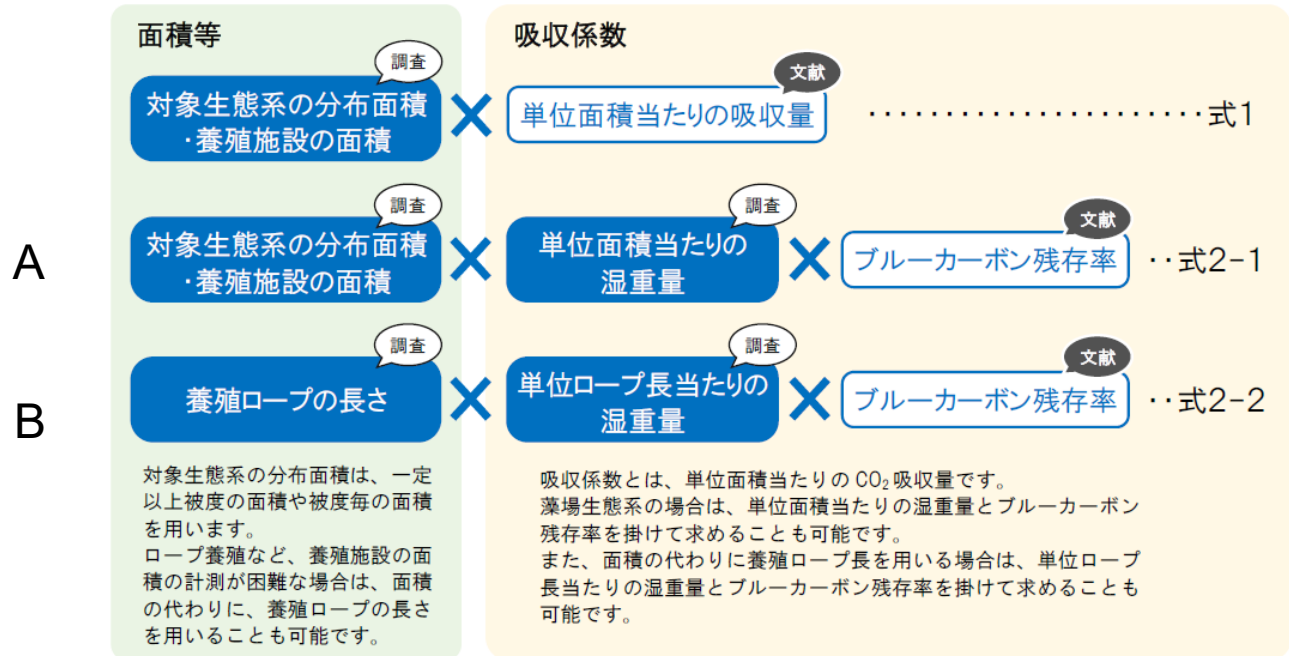 面積等
吸収係数
調査
文献
対象生態系の分布面積
・養殖施設の面積
×
単位面積当たりの吸収量
‥‥‥‥‥‥‥‥‥‥‥式1
調査
調査
文献
A
対象生態系の分布面積
・養殖施設の面積
×
単位面積当たりの
湿重量
×
ブルーカーボン残存率
‥式2-1
調査
調査
文献
B
養殖ロープの長さ
×
単位ロープ長当たりの
湿重量
×
ブルーカーボン残存率
‥式2-2
対象生態系の分布面積は、一定
以上被度の面積や被度毎の面積
を用います。
ロープ養殖など、養殖施設の面
積の計測が困難な場合は、面積
の代わりに、養殖ロープの長さ
を用いることも可能です。
吸収係数とは、単位面積当たりの CO₂ 吸収量です。
藻場生態系の場合は、単位面積当たりの湿重量とブルーカーボン
残存率を掛けて求めることも可能です。
また、面積の代わりに養殖ロープ長を用いる場合は、単位ロープ
長当たりの湿重量とブルーカーボン残存率を掛けて求めることも
可能です。